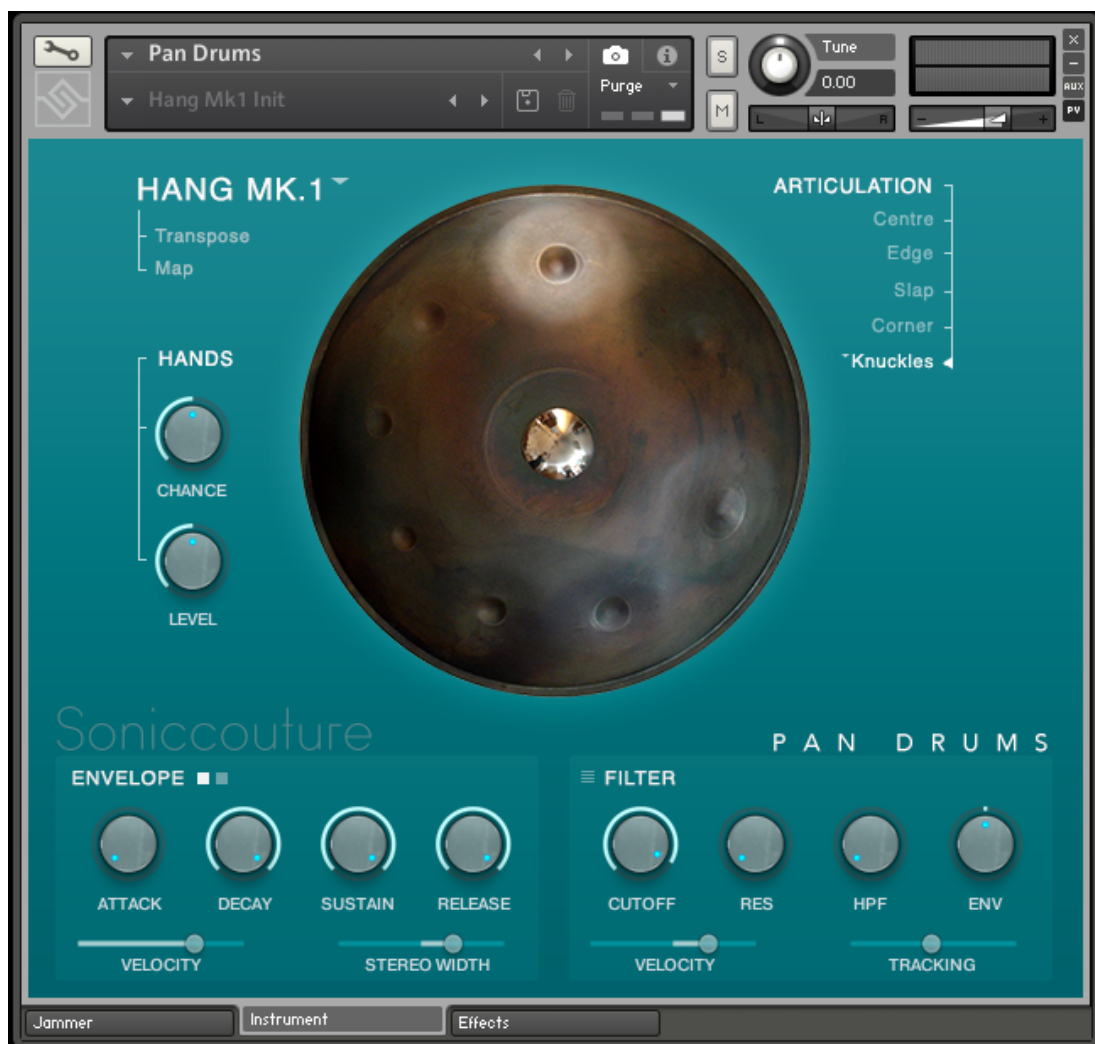 Pan Drums
Hang Mk1 Init
Purge
S
M
Tune
0.00
L R
- +
×
-
AUX
PV
HANG MK.1
Transpose
Map
ARTICULATION
Centre
Edge
Slap
Corner
Knuckles
HANDS
CHANCE
LEVEL
Soniccouture
PAN DRUMS
ENVELOPE
ATTACK DECAY SUSTAIN RELEASE
VELOCITY STEREO WIDTH
FILTER
CUTOFF RES HPF ENV
VELOCITY TRACKING
Jammer Instrument Effects